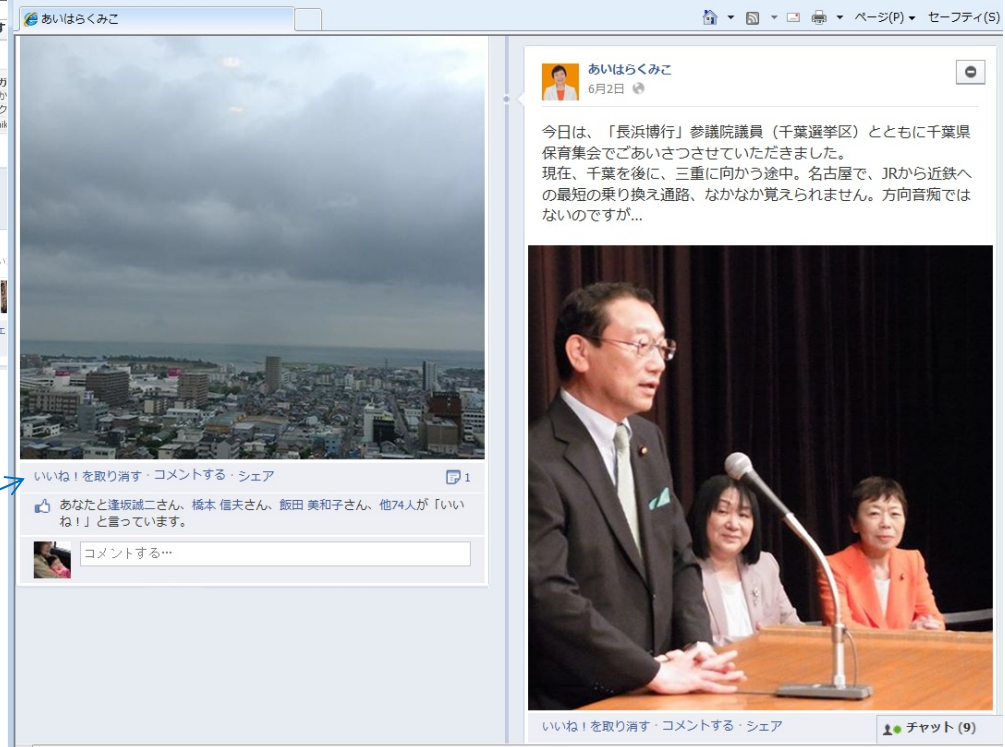 あいはらくみこ
ページ(P)
セーフティ(S)
いいね！を取り消す · コメントする · シェア
1
あなたと逢坂誠二さん、橋本 信夫さん、飯田 美和子さん、他74人が「いい
ね！」と言っています。
コメントする…
あいはらくみこ
6月2日
今日は、「長浜博行」参議院議員（千葉選挙区）とともに千葉県
保育集会でごあいさつさせていただきました。
現在、千葉を後に、三重に向かう途中。名古屋で、JRから近鉄へ
の最短の乗り換え通路、なかなか覚えられません。方向音痴では
ないのですが...
いいね！を取り消す · コメントする · シェア
チャット (9)